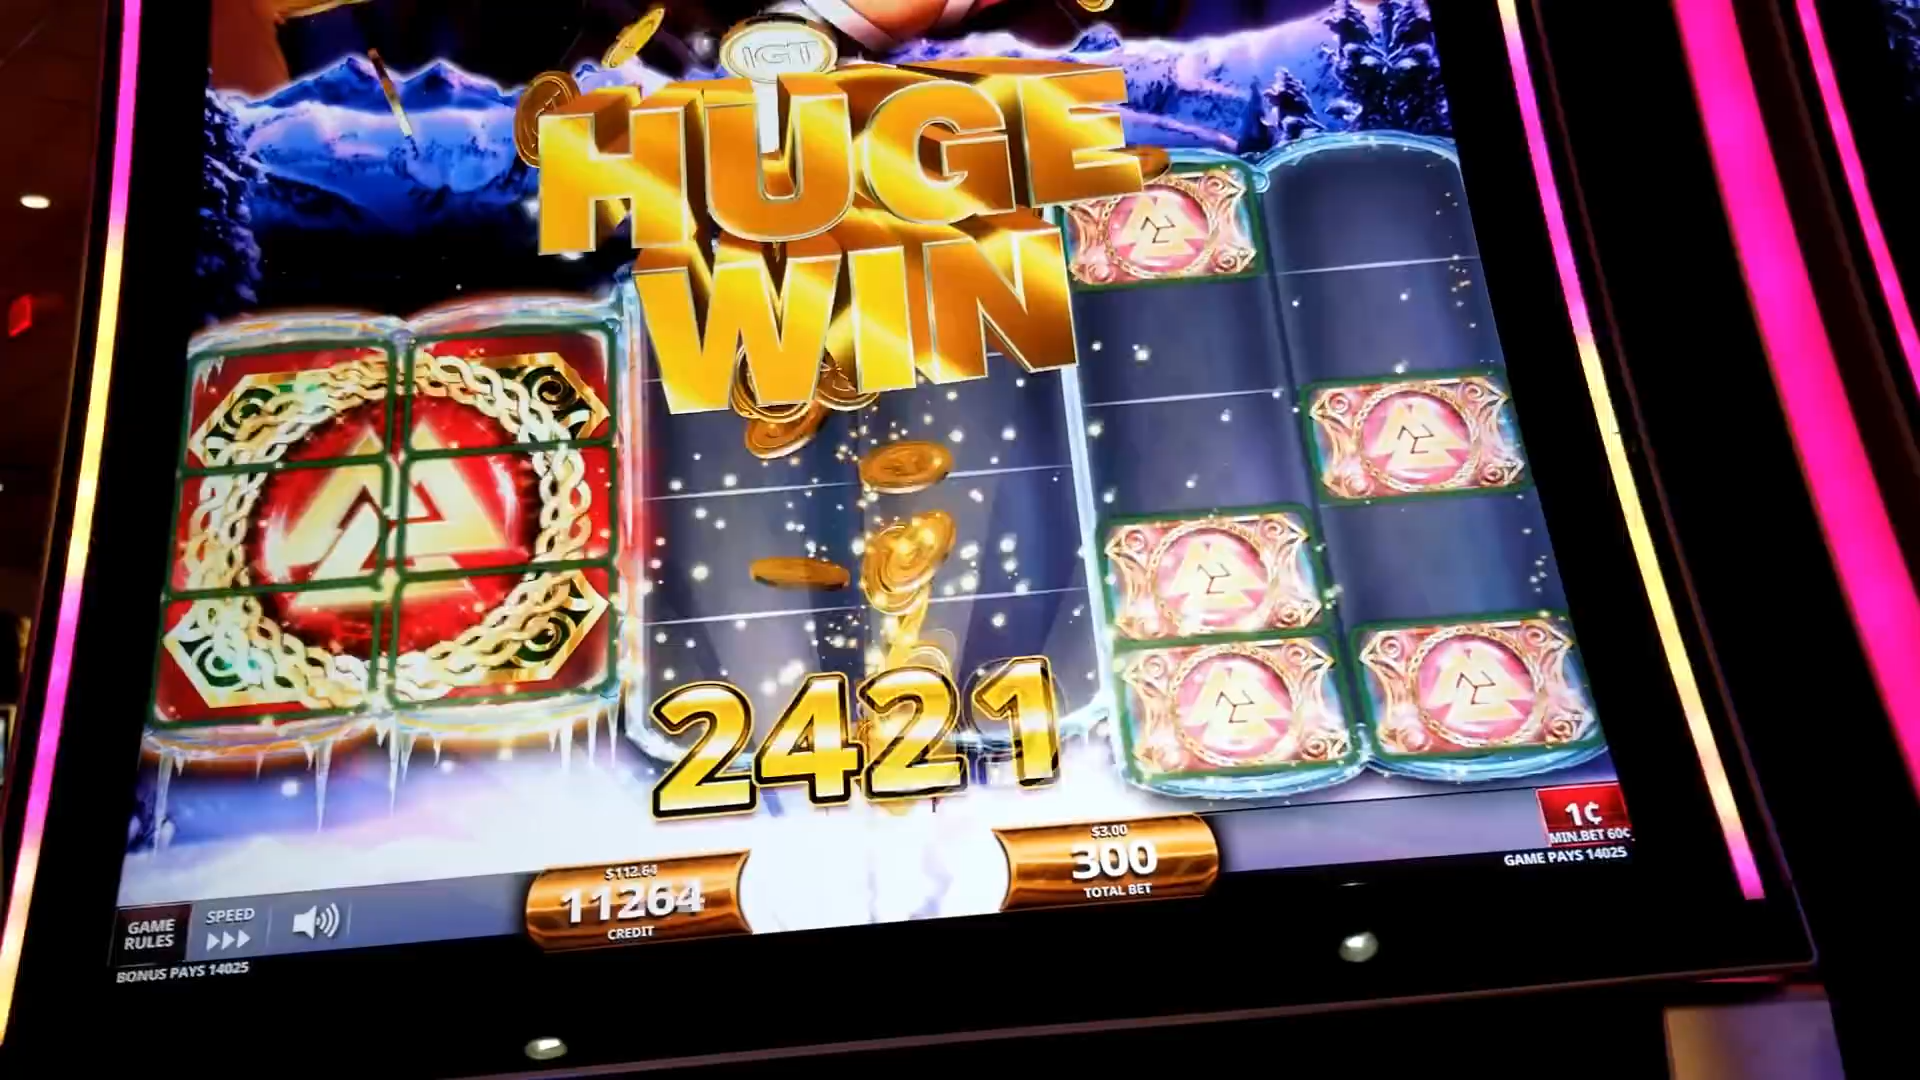 IGT
HUGE
WIN
2421
$112.64
11264
CREDIT
$3.00
300
TOTAL BET
1¢
MIN.BET 60¢
GAME PAYS 14025
GAME
RULES
SPEED
BONUS PAYS 14025